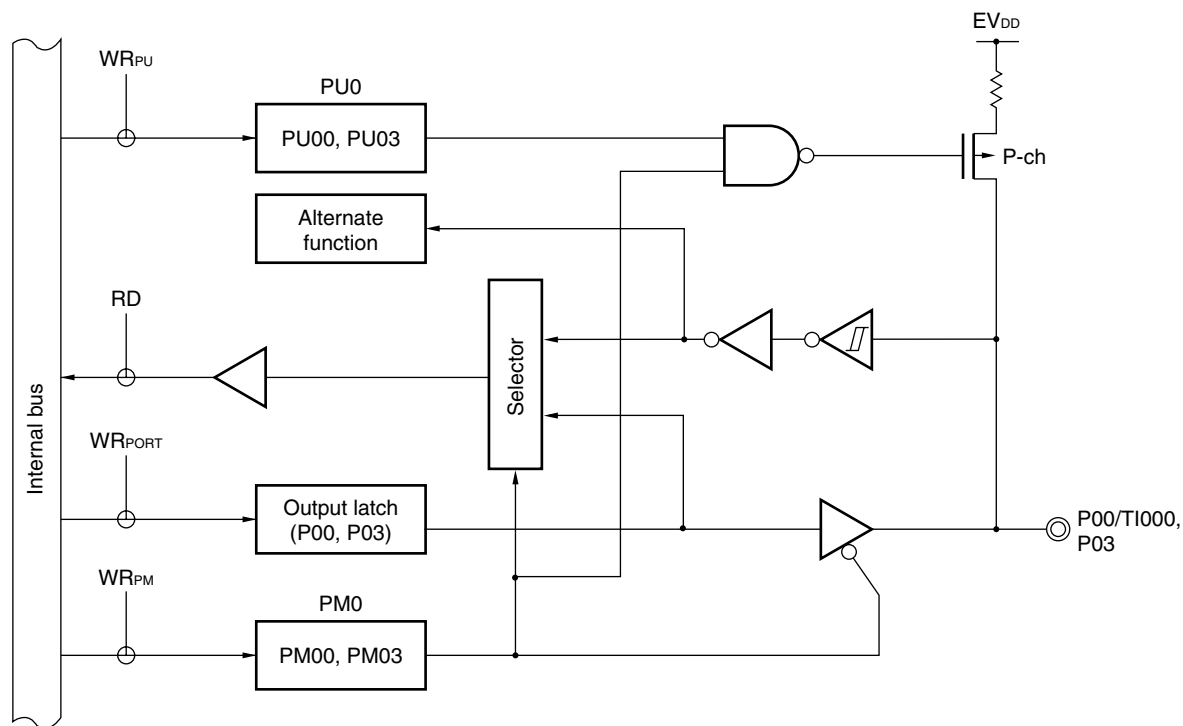 EVDD
WRPU
PU0
PU00, PU03
P-ch
Alternate
function
RD
Selector
Internal bus
WRPORT
Output latch
(P00, P03)
P00/TI000,
P03
WRPM
PM0
PM00, PM03